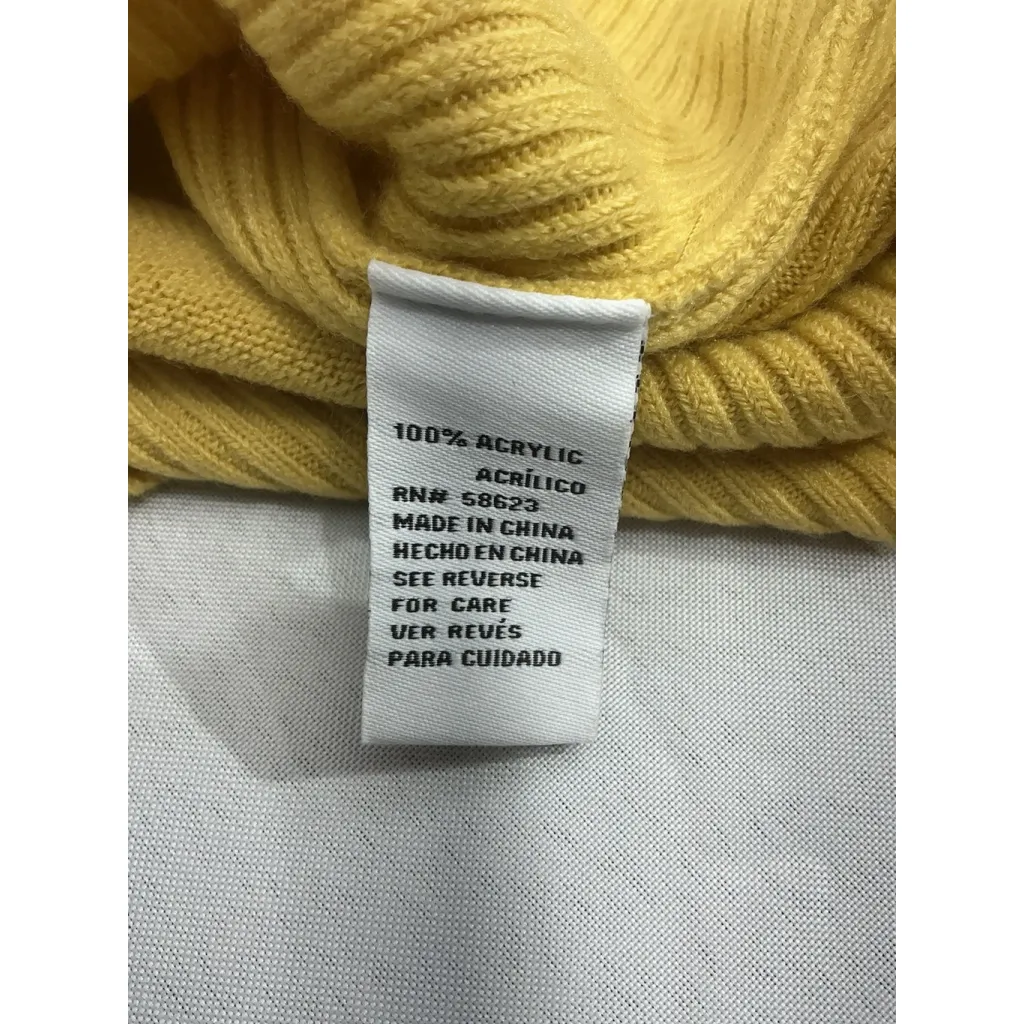 100% ACRYLIC
ACRÍLICO
RN# 58623
MADE IN CHINA
HECHO EN CHINA
SEE REVERSE
FOR CARE
VER REVÉS
PARA CUIDADO